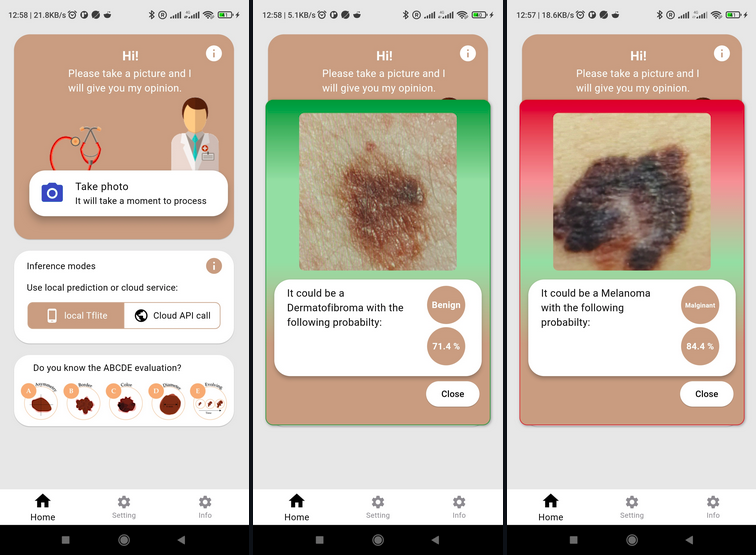 12:58 | 21.8KB/s
Hi!
Please take a picture and I
will give you my opinion.
Take photo
It will take a moment to process
Inference modes
Use local prediction or cloud service:
local Tflite
Cloud API call
Do you know the ABCDE evaluation?
A Asymmetry
B Border
C Color
D Diameter
E Evolving
Home
Setting
Info
12:58 | 5.1KB/s
Hi!
Please take a picture and I
will give you my opinion.
It could be a
Dermatofibroma with the
following probabilty:
Benign
71.4 %
Close
Home
Setting
Info
12:57 | 18.6KB/s
Hi!
Please take a picture and I
will give you my opinion.
It could be a Melanoma
with the following
probabilty:
Malginant
84.4 %
Close
Home
Setting
Info